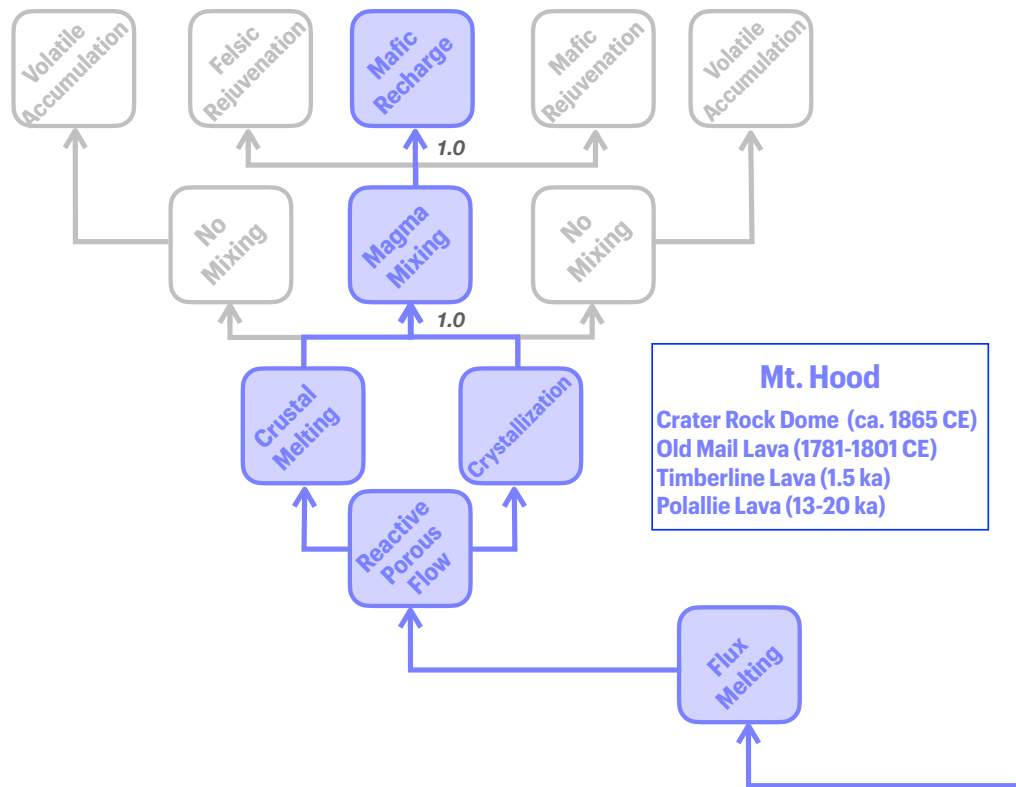 Volatile
Accumulation
Felsic
Rejuvenation
Mafic
Recharge
Mafic
Rejuvenation
Volatile
Accumulation
1.0
No
Mixing
Magma
Mixing
No
Mixing
1.0
Crustal
Melting
Crystallization
Mt. Hood
Crater Rock Dome (ca. 1865 CE)
Old Mail Lava (1781-1801 CE)
Timberline Lava (1.5 ka)
Polallie Lava (13-20 ka)
Reactive
Porous
Flow
Flux
Melting